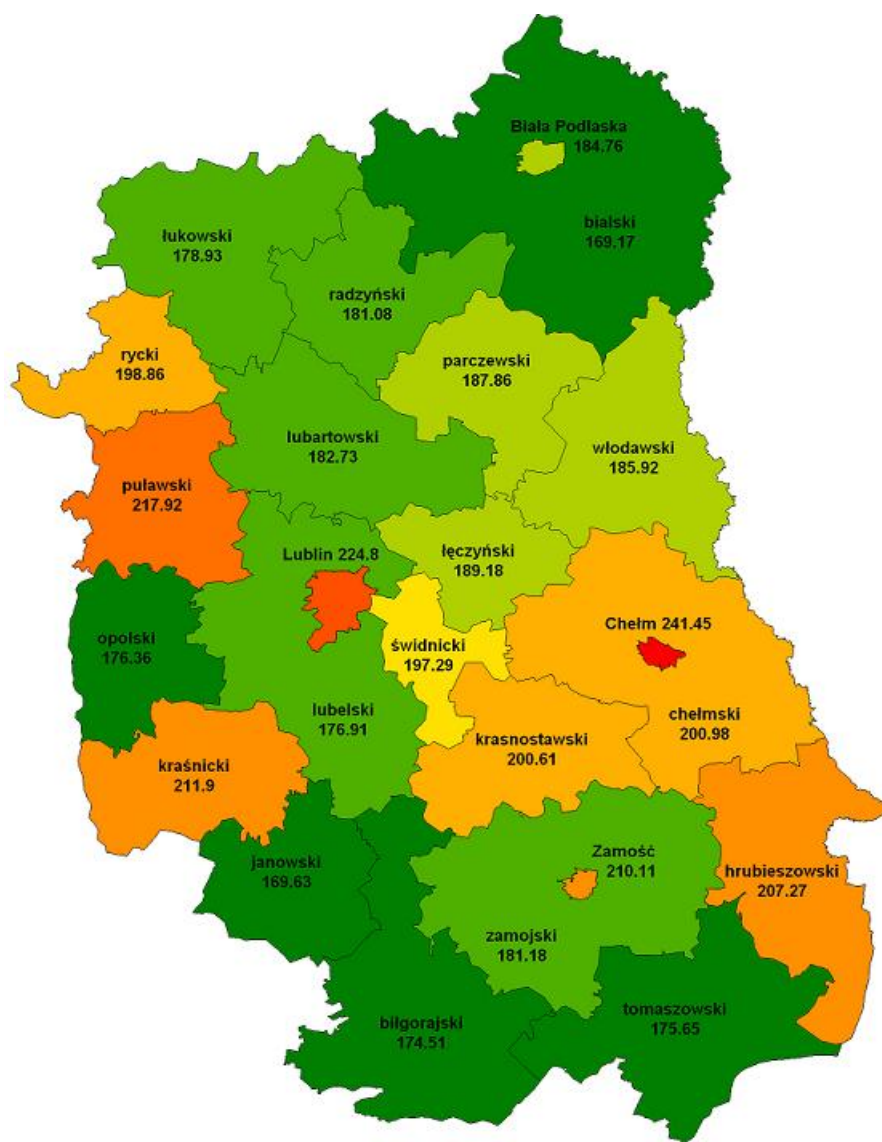 Biała Podlaska
184.76
bialski
169.17
łukowski
178.93
radzyński
181.08
rycki
198.86
parczewski
187.86
lubartowski
182.73
włodawski
185.92
puławski
217.92
Lublin 224.8
łęczyński
189.18
opolski
176.36
świdnicki
197.29
Chełm 241.45
lubelski
176.91
chełmski
200.98
krasnostawski
200.61
kraśnicki
211.9
janowski
169.63
Zamość
210.11
hrubieszowski
207.27
zamojski
181.18
biłgorajski
174.51
tomaszowski
175.65